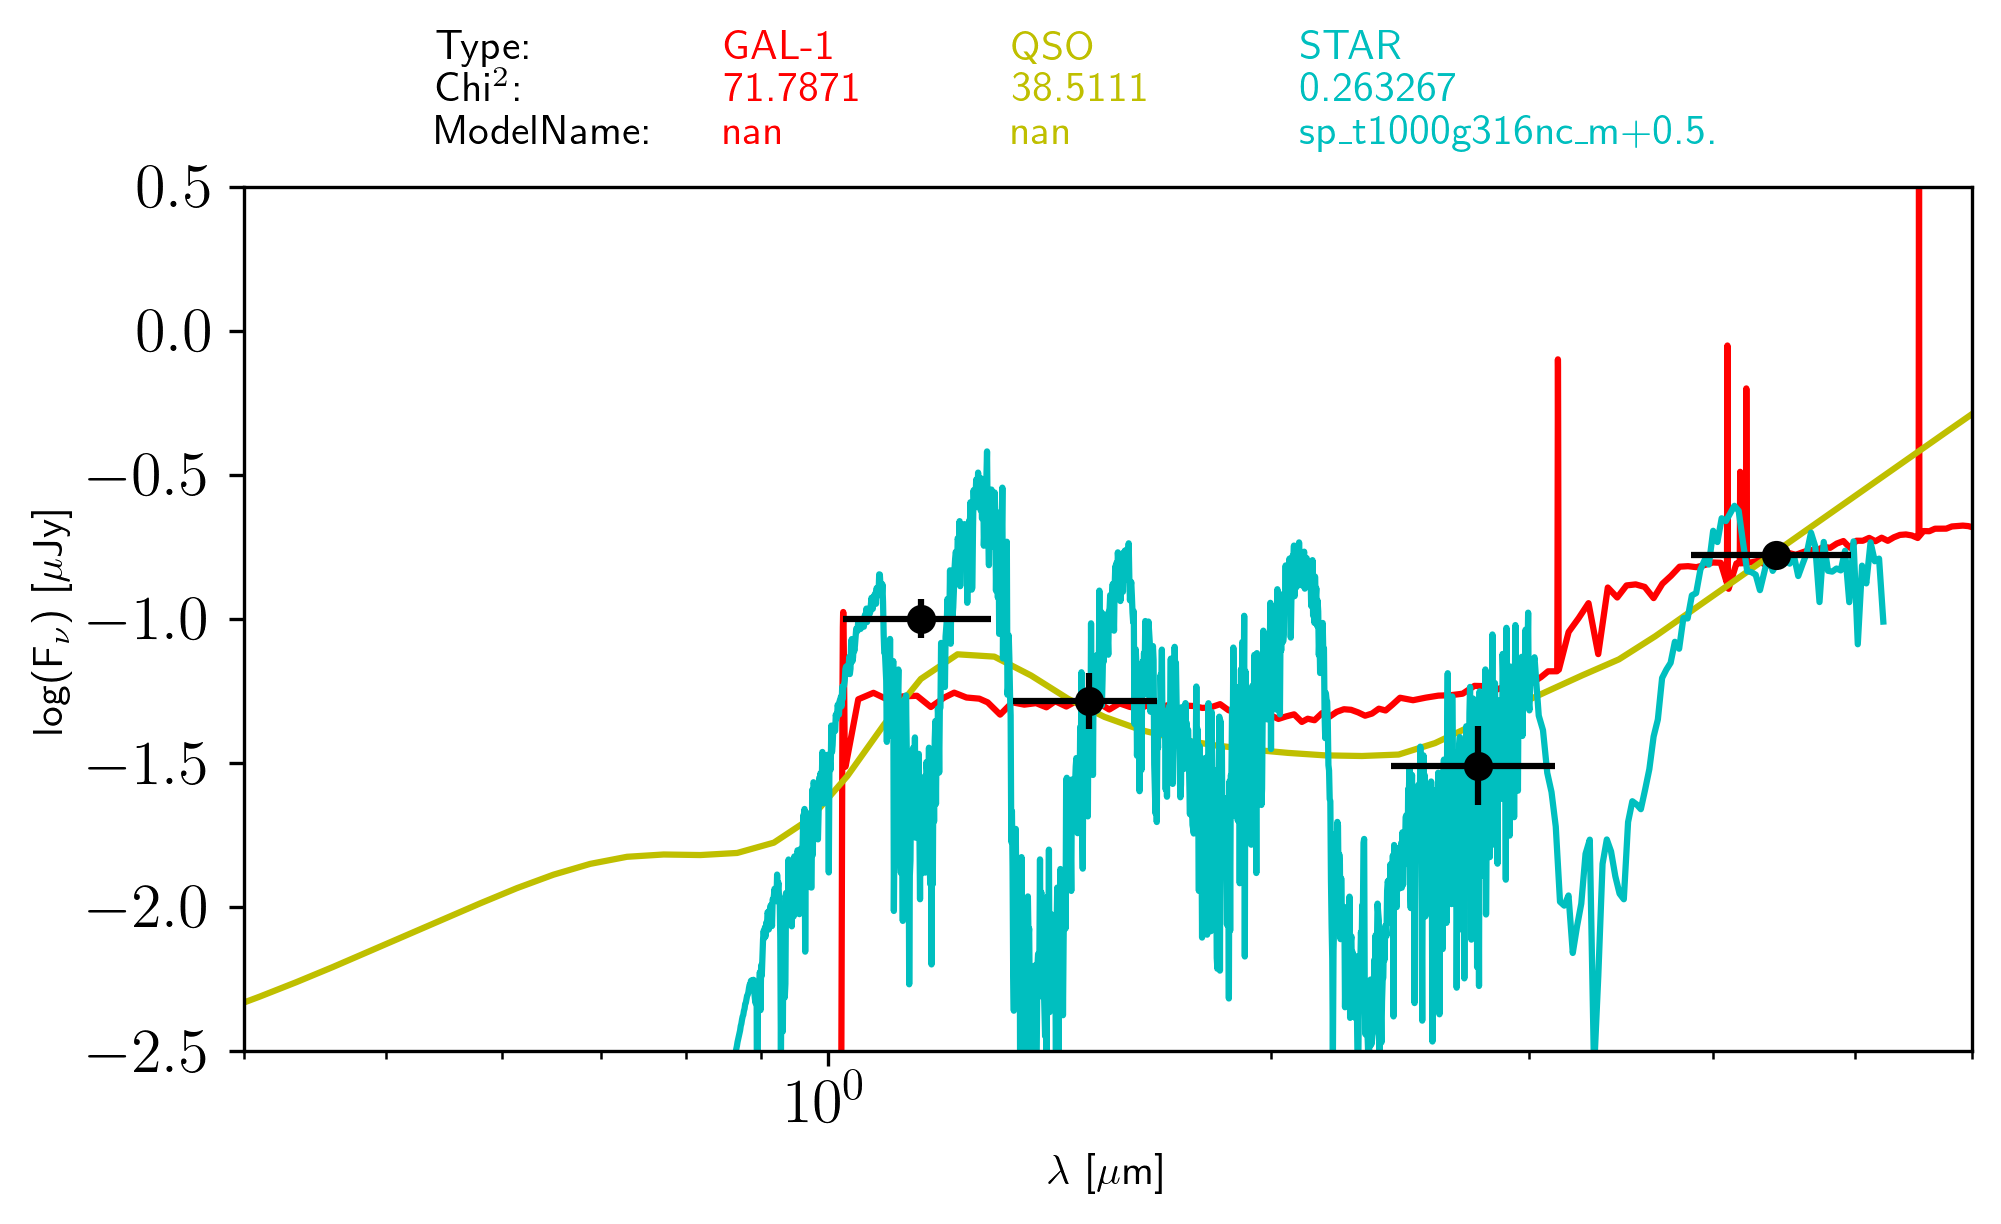 Type: GAL-1 QSO STAR
Chi²: 71.7871 38.5111 0.263267
ModelName: nan nan sp_t1000g316nc_m+0.5.
0.5
0.0
−0.5
−1.0
−1.5
−2.0
−2.5
log(Fν) [μJy]
10⁰
λ [μm]